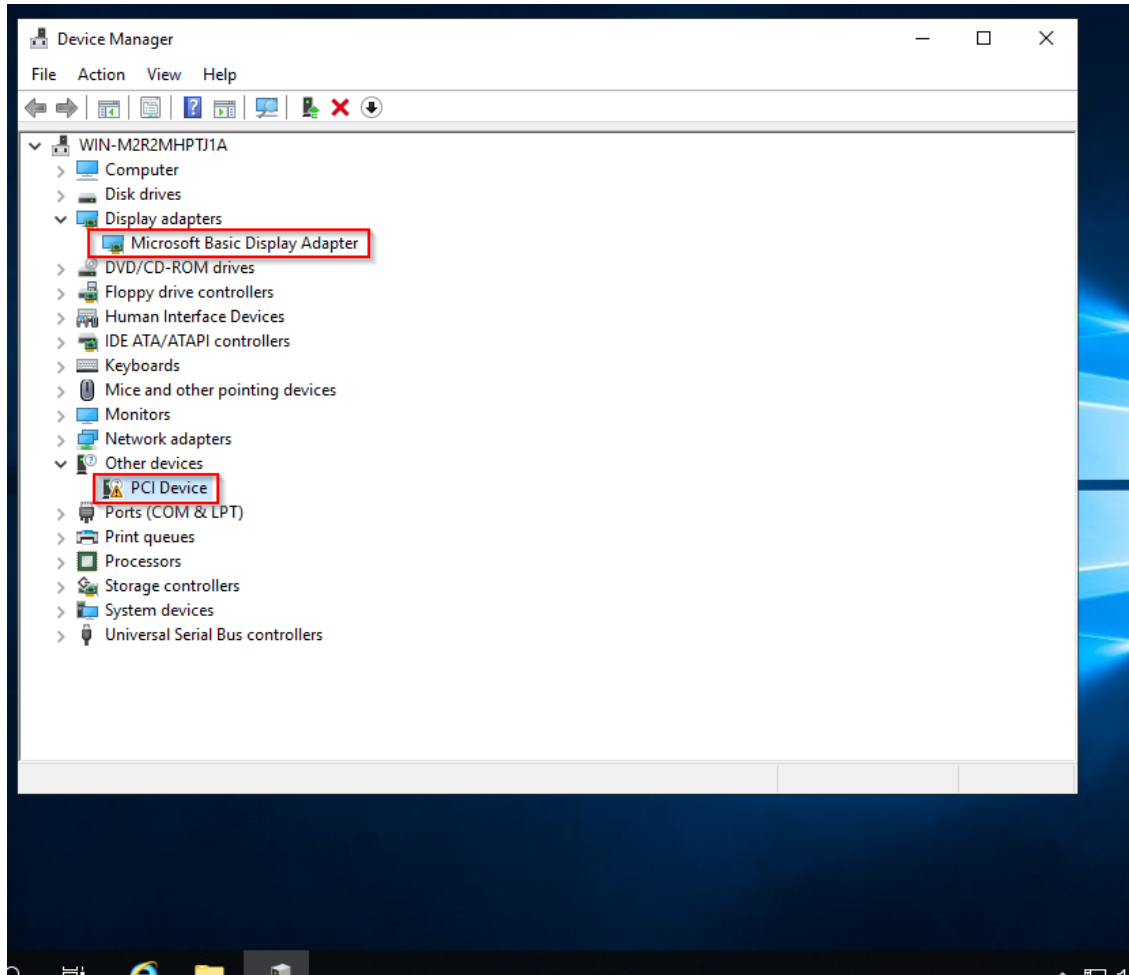 Device Manager
File Action View Help
WIN-M2R2MHPTJ1A
Computer
Disk drives
Display adapters
Microsoft Basic Display Adapter
DVD/CD-ROM drives
Floppy drive controllers
Human Interface Devices
IDE ATA/ATAPI controllers
Keyboards
Mice and other pointing devices
Monitors
Network adapters
Other devices
PCI Device
Ports (COM & LPT)
Print queues
Processors
Storage controllers
System devices
Universal Serial Bus controllers